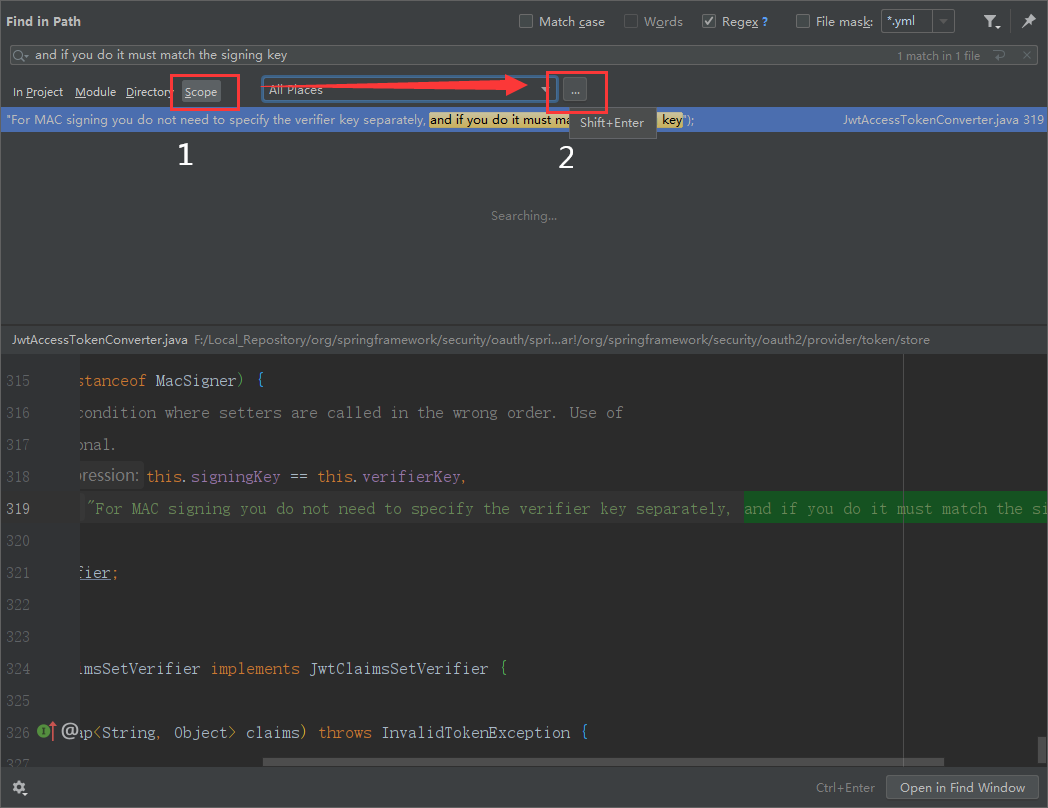 Find in Path
Match case
Words
Regex ?
File mask:
*.yml
and if you do it must match the signing key
1 match in 1 file
In Project
Module
Directory
Scope
All Places
...
"For MAC signing you do not need to specify the verifier key separately, and if you do it must ma key");
JwtAccessTokenConverter.java 319
Shift+Enter
1
2
Searching...
JwtAccessTokenConverter.java F:/Local_Repository/org/springframework/security/oauth/spri...ar!/org/springframework/security/oauth2/provider/token/store
315 stanceof MacSigner) {
316 condition where setters are called in the wrong order. Use of
317 onal.
318 pression: this.signingKey == this.verifierKey,
319 "For MAC signing you do not need to specify the verifier key separately, and if you do it must match the si
320
321 fier;
322
323
324 imsSetVerifier implements JwtClaimsSetVerifier {
325
326 @ ap<String, Object> claims) throws InvalidTokenException {
327
Ctrl+Enter
Open in Find Window